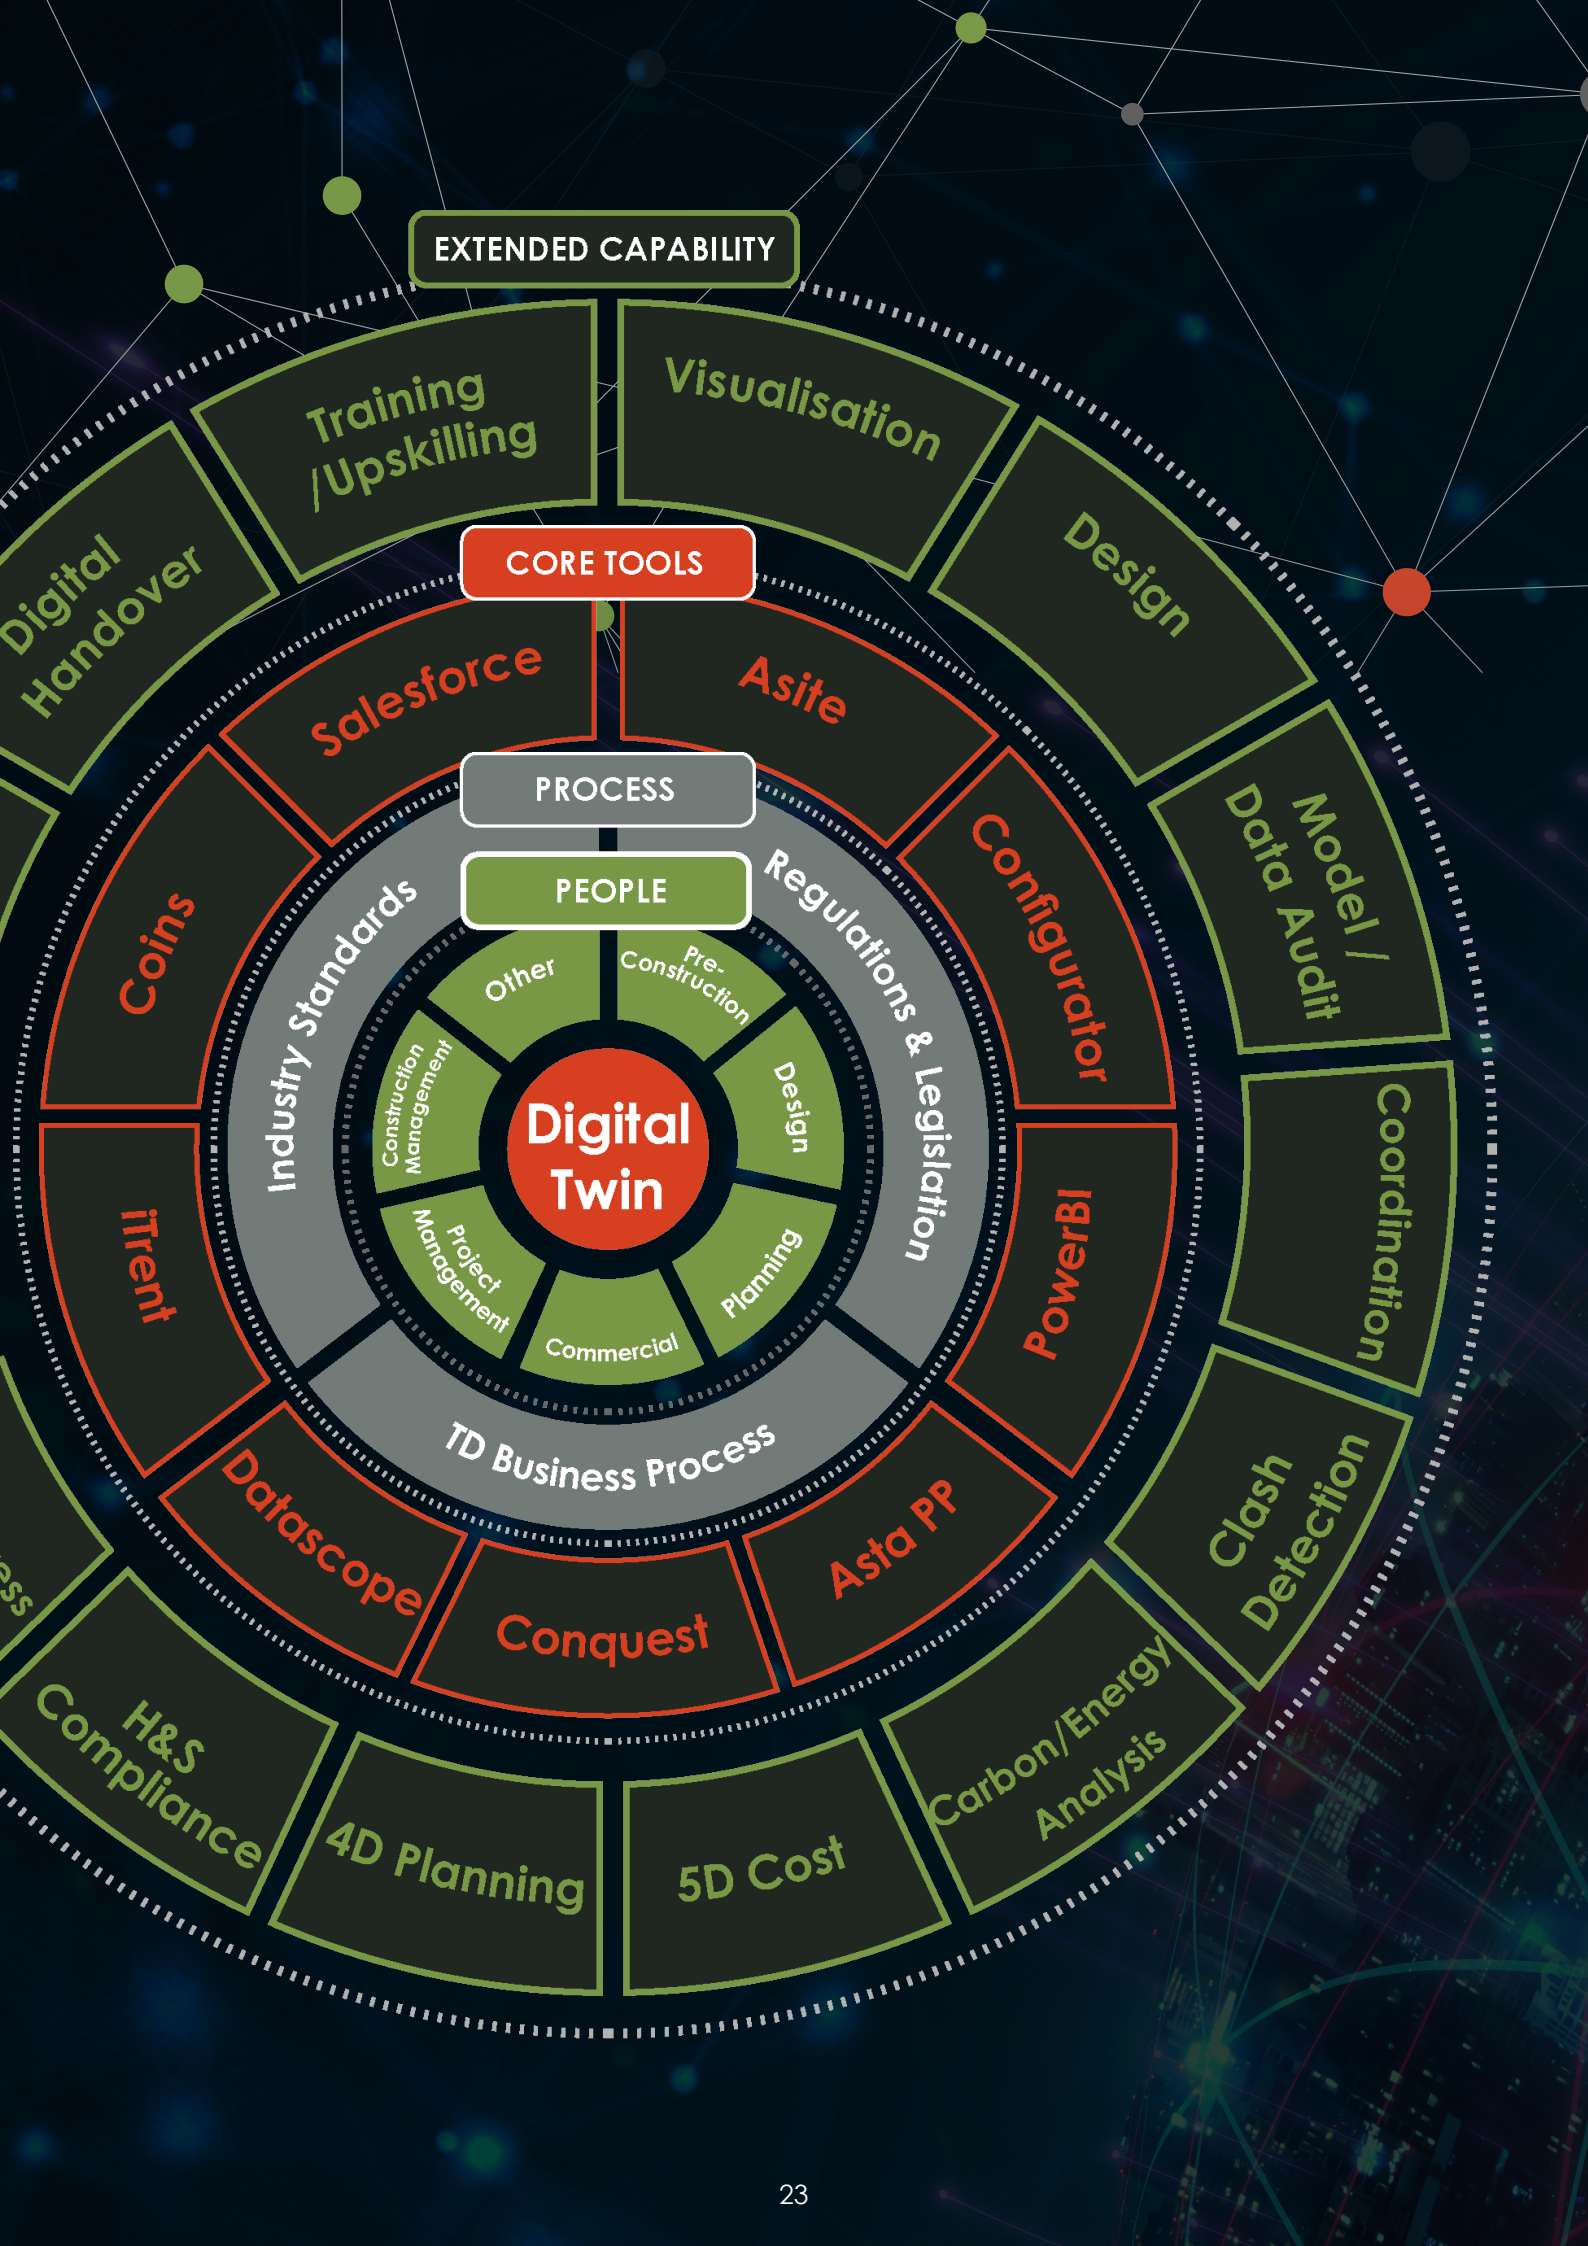 EXTENDED CAPABILITY
Training
/Upskilling
Visualisation
Design
Model /
Data Audit
Coordination
Clash
Detection
Carbon/Energy
Analysis
5D Cost
4D Planning
H&S
Compliance
Digital
Handover
CORE TOOLS
Salesforce
Asite
Configurator
PowerBI
Asta PP
Conquest
Datascope
iTrent
Coins
PROCESS
Industry Standards
Regulations & Legislation
TD Business Process
PEOPLE
Other
Pre-
Construction
Design
Planning
Commercial
Project
Management
Construction
Management
Digital
Twin
23